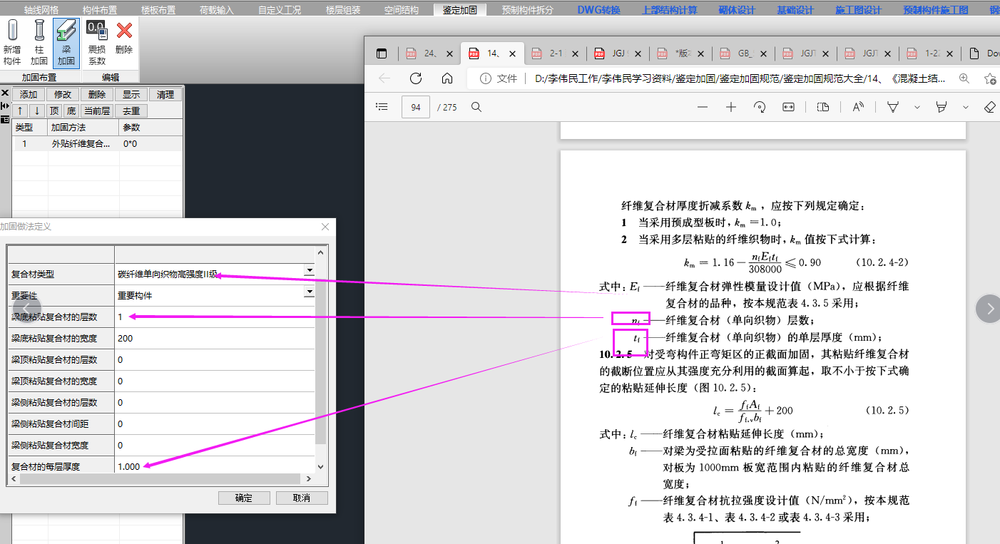 轴线网格 构件布置 楼板布置 荷载输入 自定义工况 楼层组装 空间结构 鉴定加固 预制构件拆分 DWG转换 上部结构计算 砌体设计 基础设计 施工图设计 预制构件施工图
新增构件 柱加固 梁加固 震损系数 删除
0.0
加固布置 编辑
24、 14、 2-1 JGJ *版 GB_ JGJT JGJT 1-22 Dow
文件 D:/李伟民工作/李伟民学习资料/鉴定加固/鉴定加固规范/鉴定加固规范大全/14、《混凝土结...
94 / 275
添加 修改 删除 显示 清理
↑ ↓ 顶 底 当前层 去重
类型 加固方法 参数
1 外贴纤维复合... 0*0
加固做法定义
复合材类型 碳纤维单向织物高强度II级
重要性 重要构件
梁底粘贴复合材的层数 1
梁底粘贴复合材的宽度 200
梁顶粘贴复合材的层数 0
梁顶粘贴复合材的宽度 0
梁侧粘贴复合材的层数 0
梁侧粘贴复合材间距 0
梁侧粘贴复合材宽度 0
复合材的每层厚度 1.000
确定 取消
纤维复合材厚度折减系数 km，应按下列规定确定：
1 当采用预成型板时，km＝1.0；
2 当采用多层粘贴的纤维织物时，km 值按下式计算：
km = 1.16 − nfEftf/308000 ≤ 0.90 （10.2.4-2）
式中：Ef ——纤维复合材弹性模量设计值（MPa），应根据纤维
复合材的品种，按本规范表 4.3.5 采用；
nf ——纤维复合材（单向织物）层数；
tf ——纤维复合材（单向织物）的单层厚度（mm）；
10.2.5 对受弯构件正弯矩区的正截面加固，其粘贴纤维复合材
的截断位置应从其强度充分利用的截面算起，取不小于按下式确
定的粘贴延伸长度（图 10.2.5）：
lc = ffAf/ff,vbf + 200 （10.2.5）
式中：lc ——纤维复合材粘贴延伸长度（mm）；
bf ——对梁为受拉面粘贴的纤维复合材的总宽度（mm），
对板为 1000mm 板宽范围内粘贴的纤维复合材总
宽度；
ff ——纤维复合材抗拉强度设计值（N/mm²），按本规范
表 4.3.4-1、表 4.3.4-2 或表 4.3.4-3 采用；